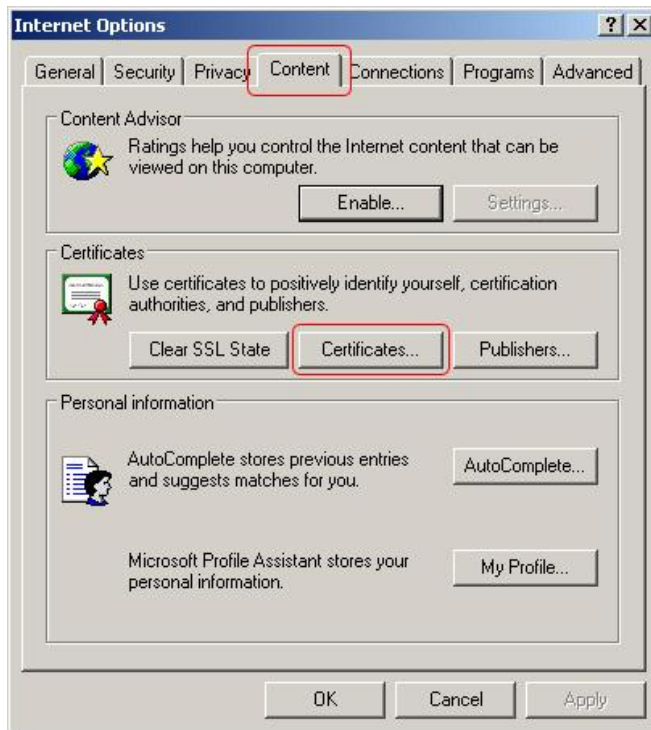 Internet Options
General Security Privacy Content Connections Programs Advanced
Content Advisor
Ratings help you control the Internet content that can be
viewed on this computer.
Enable... Settings...
Certificates
Use certificates to positively identify yourself, certification
authorities, and publishers.
Clear SSL State Certificates... Publishers...
Personal information
AutoComplete stores previous entries
and suggests matches for you.
AutoComplete...
Microsoft Profile Assistant stores your
personal information.
My Profile...
OK Cancel Apply